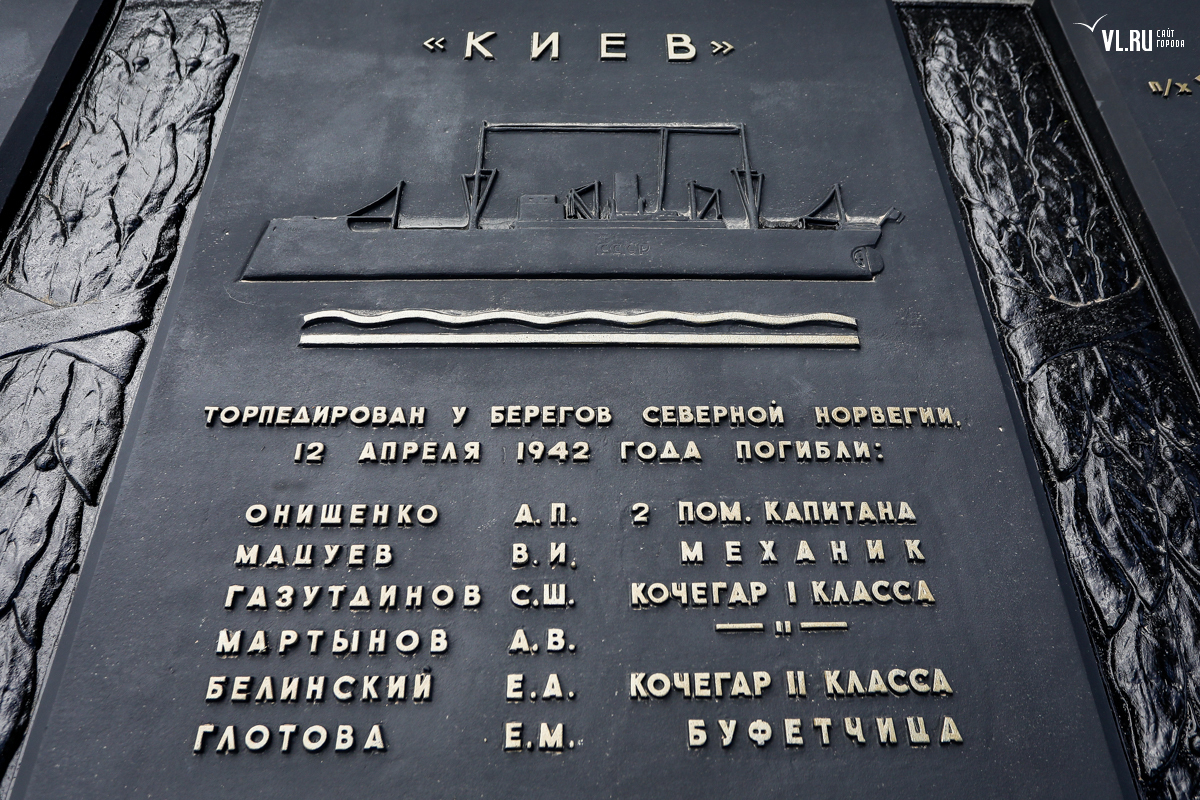 «КИЕВ»
VL.RU САЙТ ГОРОДА
П/Х
СССР
ТОРПЕДИРОВАН У БЕРЕГОВ СЕВЕРНОЙ НОРВЕГИИ.
12 АПРЕЛЯ 1942 ГОДА ПОГИБЛИ:
ОНИЩЕНКО А.П. 2 ПОМ. КАПИТАНА
МАЦУЕВ В.И. МЕХАНИК
ГАЗУТДИНОВ С.Ш. КОЧЕГАР I КЛАССА
МАРТЫНОВ А.В. — " —
БЕЛИНСКИЙ Е.А. КОЧЕГАР II КЛАССА
ГЛОТОВА Е.М. БУФЕТЧИЦА